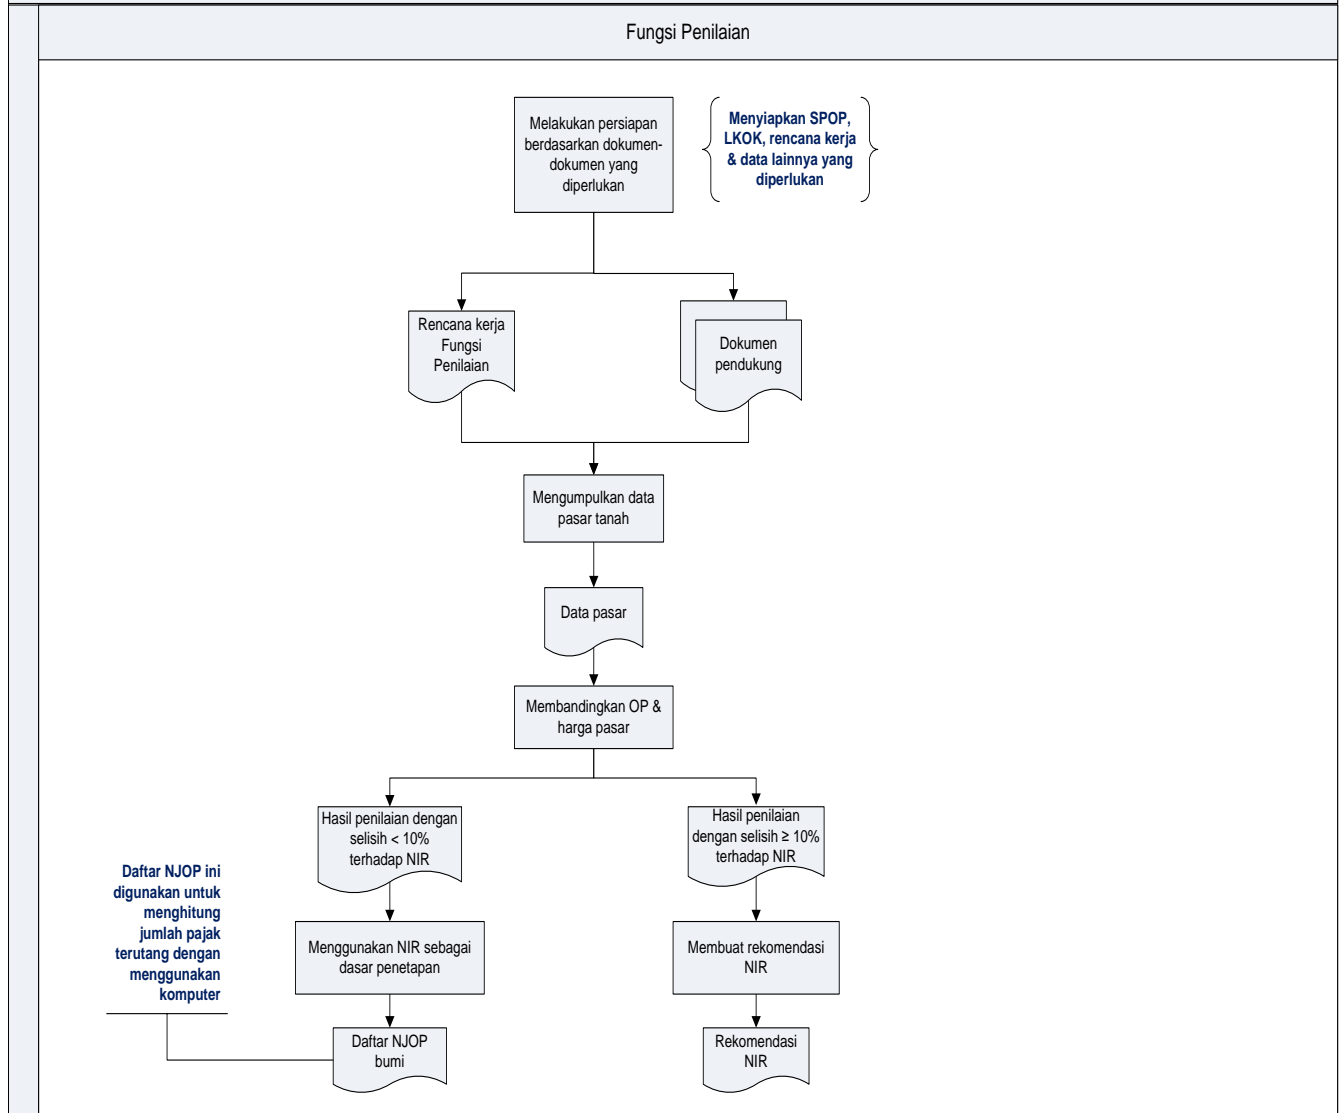 Fungsi Penilaian
Melakukan persiapan
berdasarkan dokumen-
dokumen yang
diperlukan
Menyiapkan SPOP,
LKOK, rencana kerja
& data lainnya yang
diperlukan
Rencana kerja
Fungsi
Penilaian
Dokumen
pendukung
Mengumpulkan data
pasar tanah
Data pasar
Membandingkan OP &
harga pasar
Hasil penilaian dengan
selisih < 10%
terhadap NIR
Hasil penilaian
dengan selisih ≥ 10%
terhadap NIR
Daftar NJOP ini
digunakan untuk
menghitung
jumlah pajak
terutang dengan
menggunakan
komputer
Menggunakan NIR sebagai
dasar penetapan
Membuat rekomendasi
NIR
Daftar NJOP
bumi
Rekomendasi
NIR